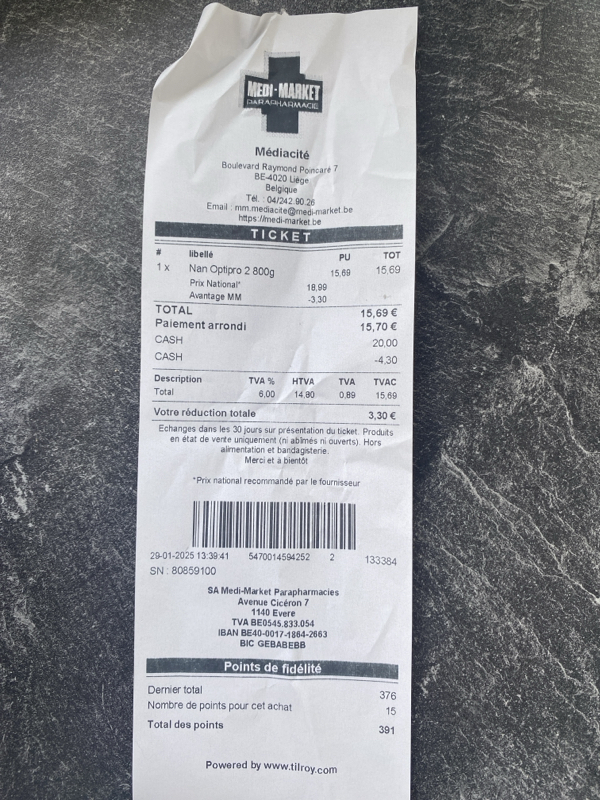 MEDI-MARKET
PARAPHARMACIE
Médiacité
Boulevard Raymond Poincaré 7
BE-4020 Liège
Belgique
Tél. : 04/242.90.26
Email : mm.mediacite@medi-market.be
https://medi-market.be
TICKET
# libellé PU TOT
1 x Nan Optipro 2 800g 15,69 15,69
Prix National* 18,99
Avantage MM -3,30
TOTAL 15,69 €
Paiement arrondi 15,70 €
CASH 20,00
CASH -4,30
Description TVA % HTVA TVA TVAC
Total 6,00 14,80 0,89 15,69
Votre réduction totale 3,30 €
Echanges dans les 30 jours sur présentation du ticket. Produits
en état de vente uniquement (ni abîmés ni ouverts). Hors
alimentation et bandagisterie.
Merci et à bientôt
*Prix national recommandé par le fournisseur
29-01-2025 13:39:41 5470014594252 2 133384
SN : 80859100
SA Medi-Market Parapharmacies
Avenue Cicéron 7
1140 Evere
TVA BE0545.833.054
IBAN BE40-0017-1864-2663
BIC GEBABEBB
Points de fidélité
Dernier total 376
Nombre de points pour cet achat 15
Total des points 391
Powered by www.tilroy.com